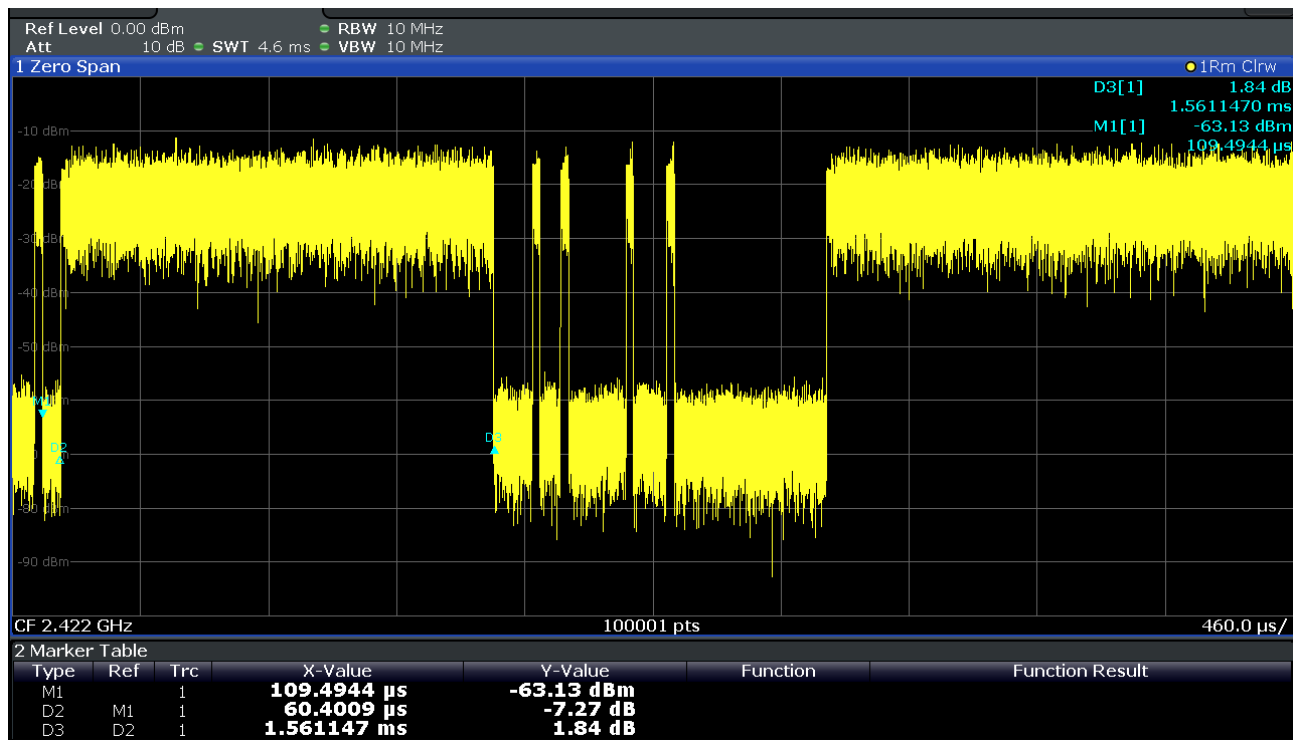 Ref Level 0.00 dBm RBW 10 MHz
Att 10 dB SWT 4.6 ms VBW 10 MHz
1 Zero Span 1Rm Clrw
D3[1] 1.84 dB
1.5611470 ms
M1[1] -63.13 dBm
109.4944 µs
-10 dBm
-20 dB
-30 dB
-40 dBm
-50 dBm
M1
D2
D3
-80 dBm
-90 dBm
CF 2.422 GHz 100001 pts 460.0 µs/
2 Marker Table
Type Ref Trc X-Value Y-Value Function Function Result
M1 1 109.4944 µs -63.13 dBm
D2 M1 1 60.4009 µs -7.27 dB
D3 D2 1 1.561147 ms 1.84 dB